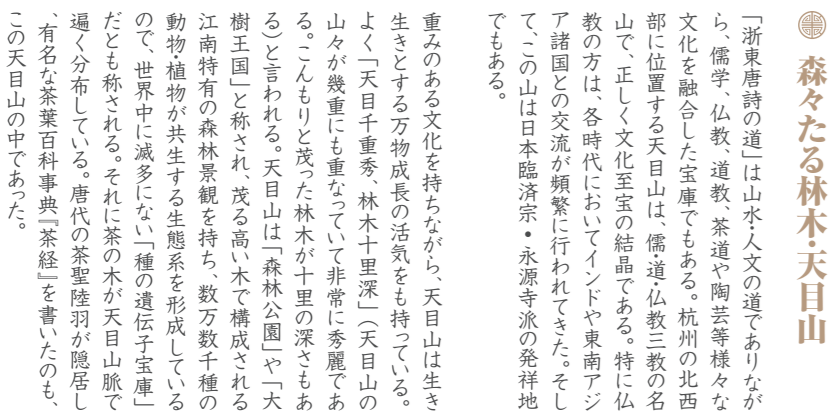 森々たる林木・天目山
「浙東唐詩の道」は山水・人文の道でありなが
ら、儒学、仏教、道教、茶道や陶芸等様々な
文化を融合した宝庫でもある。杭州の北西
部に位置する天目山は、儒・道・仏教三教の名
山で、正しく文化至宝の結晶である。特に仏
教の方は、各時代においてインドや東南アジ
ア諸国との交流が頻繁に行われてきた。そし
て、この山は日本臨済宗・永源寺派の発祥地
でもある。
重みのある文化を持ちながら、天目山は生き
生きとする万物成長の活気をも持っている。
よく「天目千重秀、林木十里深」(天目山の
山々が幾重にも重なっていて非常に秀麗であ
る。こんもりと茂った林木が十里の深さもあ
る)と言われる。天目山は「森林公園」や「大
樹王国」と称され、茂る高い木で構成される
江南特有の森林景観を持ち、数万数千種の
動物・植物が共生する生態系を形成している
ので、世界中に滅多にない「種の遺伝子宝庫」
だとも称される。それに茶の木が天目山脈で
遍く分布している。唐代の茶聖陸羽が隠居し
、有名な茶葉百科事典『茶経』を書いたのも、
この天目山の中であった。